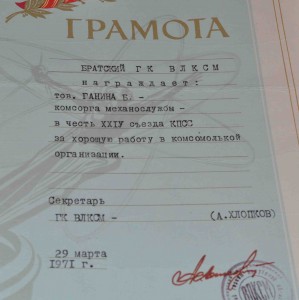 ГРАМОТА
БРАТСКИЙ ГК ВЛКСМ
награждает:
тов. ГАНИНА Е. -
комсорга механослужбы -
в честь XXIУ съезда КПСС
за хорошую работу в комсомольской
организации.
Секретарь
ГК ВЛКСМ - (А.ХЛОПКОВ)
29 марта
1971 г.